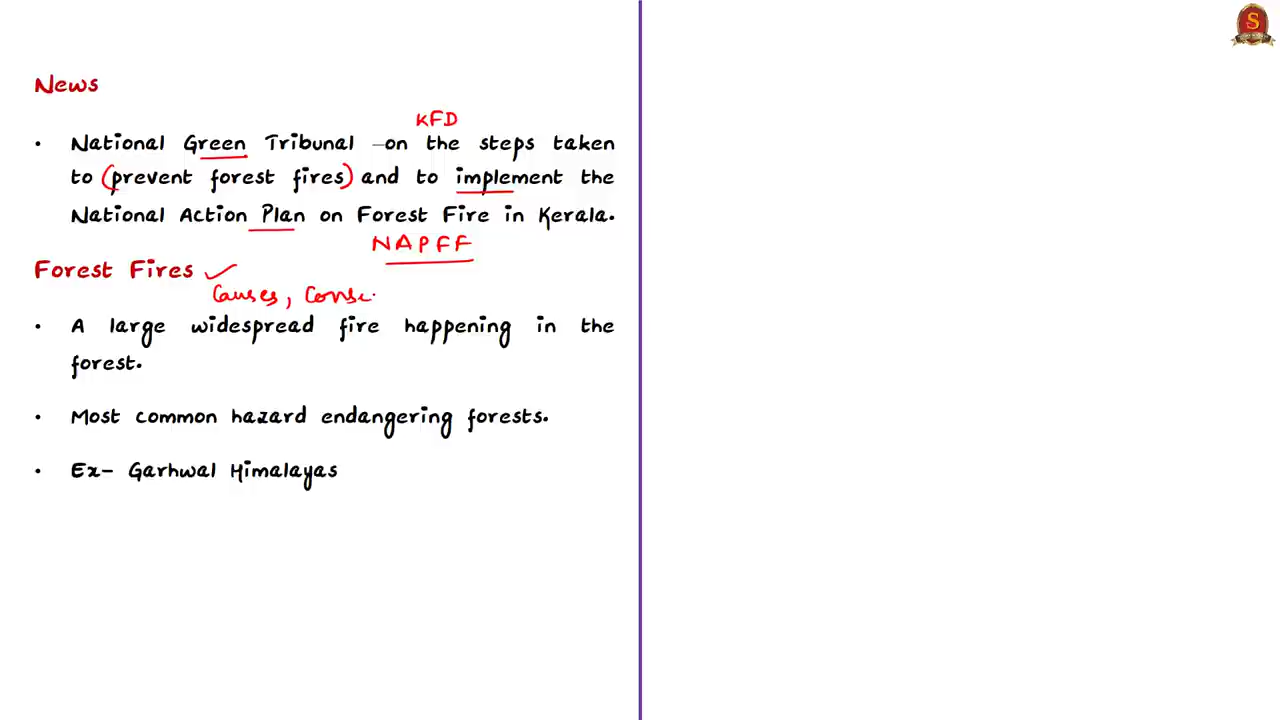 News
KFD
• National Green Tribunal –on the steps taken
to (prevent forest fires) and to implement the
National Action Plan on Forest Fire in Kerala.
NAPFF
Forest Fires ✓
Causes, Conse.
• A large widespread fire happening in the
forest.
• Most common hazard endangering forests.
• Ex- Garhwal Himalayas
S